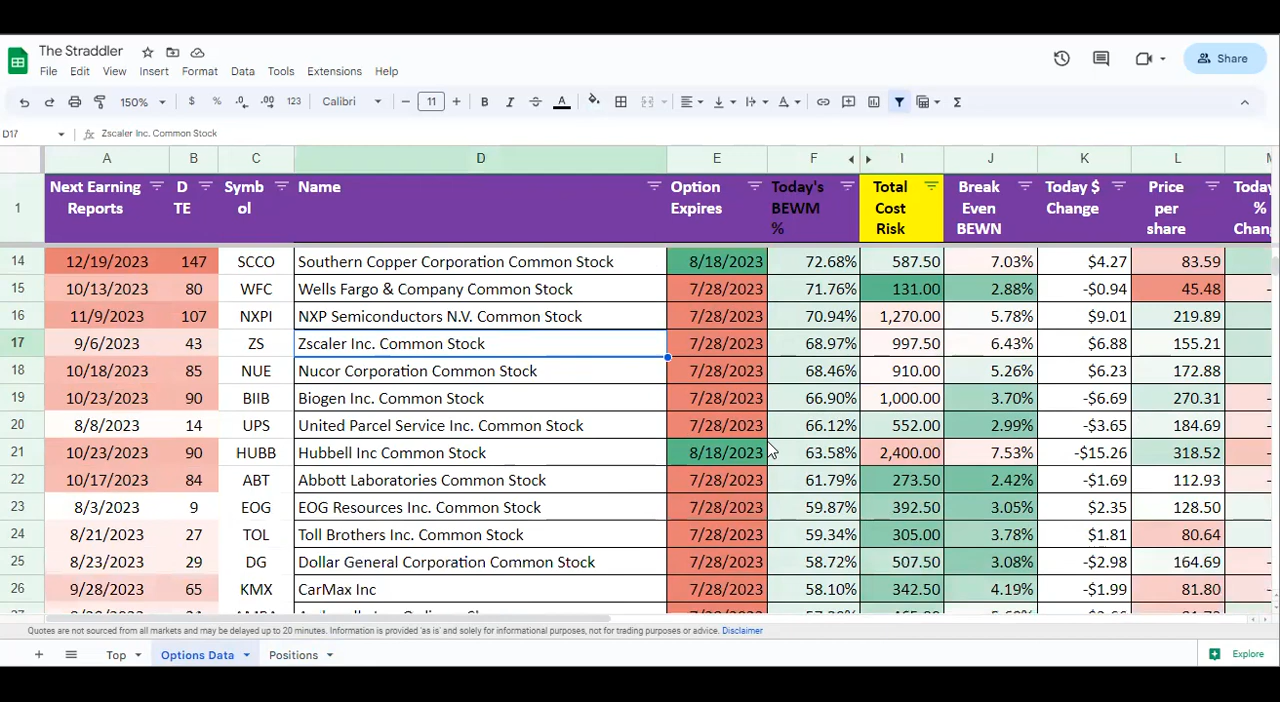 The Straddler
File Edit View Insert Format Data Tools Extensions Help
Share
150% $ % .0 .00 123 Calibri 11 B I S A Σ
D17 fx Zscaler Inc. Common Stock
A B C D E F I J K L M
1 Next Earning Reports D TE Symb ol Name Option Expires Today's BEWM % Total Cost Risk Break Even BEWN Today $ Change Price per share Today %
14 12/19/2023 147 SCCO Southern Copper Corporation Common Stock 8/18/2023 72.68% 587.50 7.03% $4.27 83.59
15 10/13/2023 80 WFC Wells Fargo & Company Common Stock 7/28/2023 71.76% 131.00 2.88% -$0.94 45.48 -
16 11/9/2023 107 NXPI NXP Semiconductors N.V. Common Stock 7/28/2023 70.94% 1,270.00 5.78% $9.01 219.89
17 9/6/2023 43 ZS Zscaler Inc. Common Stock 7/28/2023 68.97% 997.50 6.43% $6.88 155.21
18 10/18/2023 85 NUE Nucor Corporation Common Stock 7/28/2023 68.46% 910.00 5.26% $6.23 172.88
19 10/23/2023 90 BIIB Biogen Inc. Common Stock 7/28/2023 66.90% 1,000.00 3.70% -$6.69 270.31 -
20 8/8/2023 14 UPS United Parcel Service Inc. Common Stock 7/28/2023 66.12% 552.00 2.99% -$3.65 184.69 -
21 10/23/2023 90 HUBB Hubbell Inc Common Stock 8/18/2023 63.58% 2,400.00 7.53% -$15.26 318.52 -
22 10/17/2023 84 ABT Abbott Laboratories Common Stock 7/28/2023 61.79% 273.50 2.42% -$1.69 112.93 -
23 8/3/2023 9 EOG EOG Resources Inc. Common Stock 7/28/2023 59.87% 392.50 3.05% $2.35 128.50
24 8/21/2023 27 TOL Toll Brothers Inc. Common Stock 7/28/2023 59.34% 305.00 3.78% $1.81 80.64
25 8/23/2023 29 DG Dollar General Corporation Common Stock 7/28/2023 58.72% 507.50 3.08% -$2.98 164.69 -
26 9/28/2023 65 KMX CarMax Inc 7/28/2023 58.10% 342.50 4.19% -$1.99 81.80 -
Quotes are not sourced from all markets and may be delayed up to 20 minutes. Information is provided 'as is' and solely for informational purposes, not for trading purposes or advice. Disclaimer
Top Options Data Positions Explore